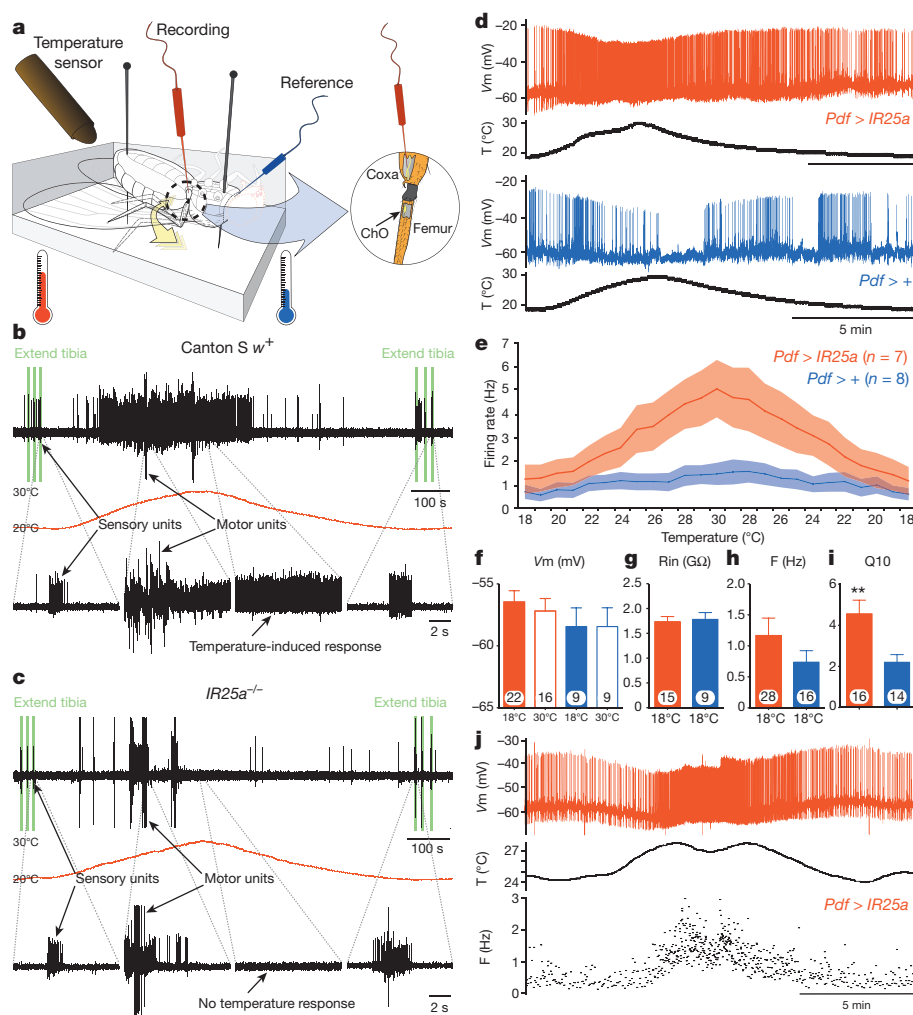 a
Temperature
sensor
Recording
Reference
Coxa
ChO
Femur
b
Canton S w+
Extend tibia
Extend tibia
30°C
20°C
100 s
Sensory units
Motor units
Temperature-induced response
2 s
c
IR25a–/–
Extend tibia
Extend tibia
30°C
20°C
100 s
Sensory units
Motor units
No temperature response
2 s
d
–20
–40
–60
Vm (mV)
Pdf > IR25a
30
20
T (°C)
–20
–40
–60
Vm (mV)
Pdf > +
30
20
T (°C)
5 min
e
Pdf > IR25a (n = 7)
Pdf > + (n = 8)
7
6
5
4
3
2
1
0
Firing rate (Hz)
18 20 22 24 26 28 30 28 26 24 22 20 18
Temperature (°C)
f
Vm (mV)
–55
–60
–65
22 16 9 9
18°C 30°C 18°C 30°C
g
Rin (GΩ)
2.5
2.0
1.5
1.0
0.5
0
15 9
18°C 18°C
h
F (Hz)
2.0
1.5
1.0
0.5
0
28 16
18°C 18°C
i
Q10
6
4
2
0
**
16 14
j
–30
–40
–50
–60
Vm (mV)
27
24
T (°C)
Pdf > IR25a
3
2
1
0
F (Hz)
5 min